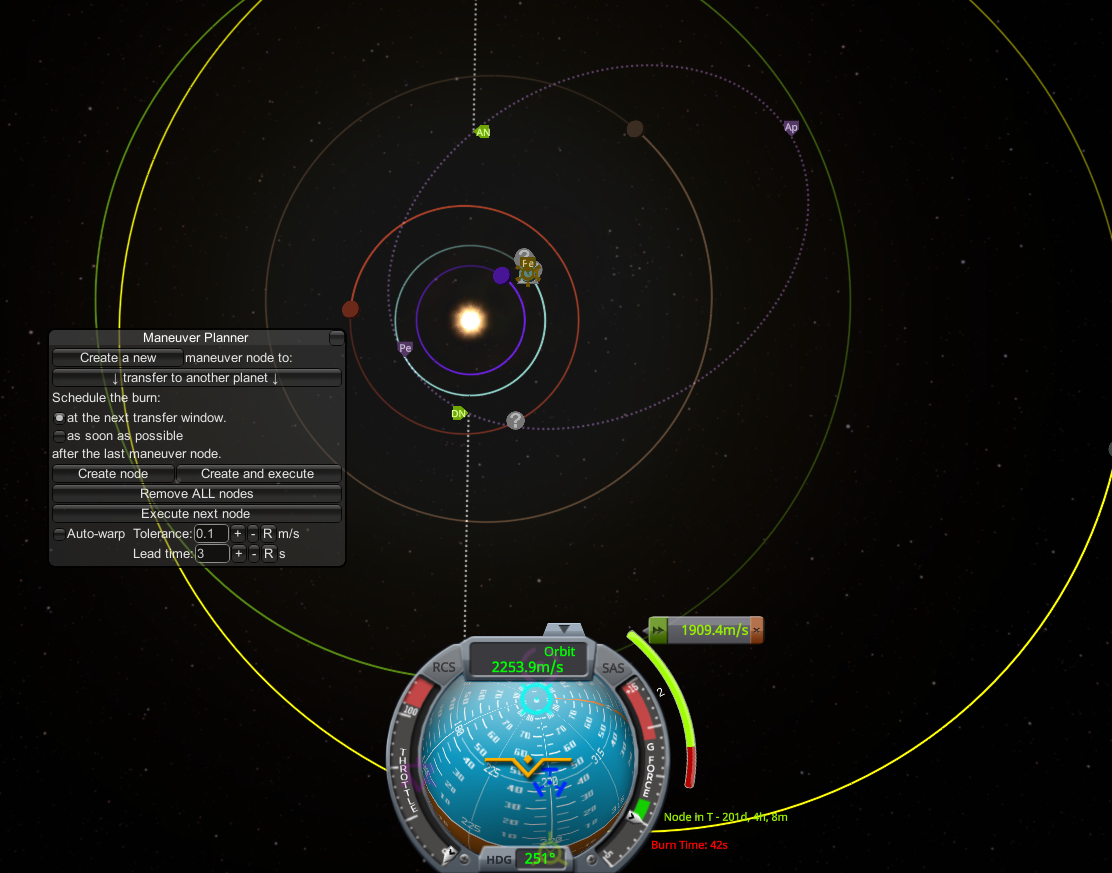 AN
Ap
Fe
Pe
DN
?
Maneuver Planner
Create a new maneuver node to:
↓ transfer to another planet ↓
Schedule the burn:
at the next transfer window.
as soon as possible
after the last maneuver node.
Create node Create and execute
Remove ALL nodes
Execute next node
Auto-warp Tolerance: 0.1 + - R m/s
Lead time: 3 + - R s
1909.4m/s
Orbit
2253.9m/s
RCS SAS
2
100
+15
THROTTLE
G FORCE
Node in T - 201d, 4h, 8m
Burn Time: 42s
HDG 251°